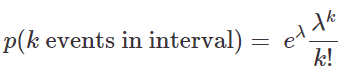 p(k events in interval) = e^λ λ^k/k!